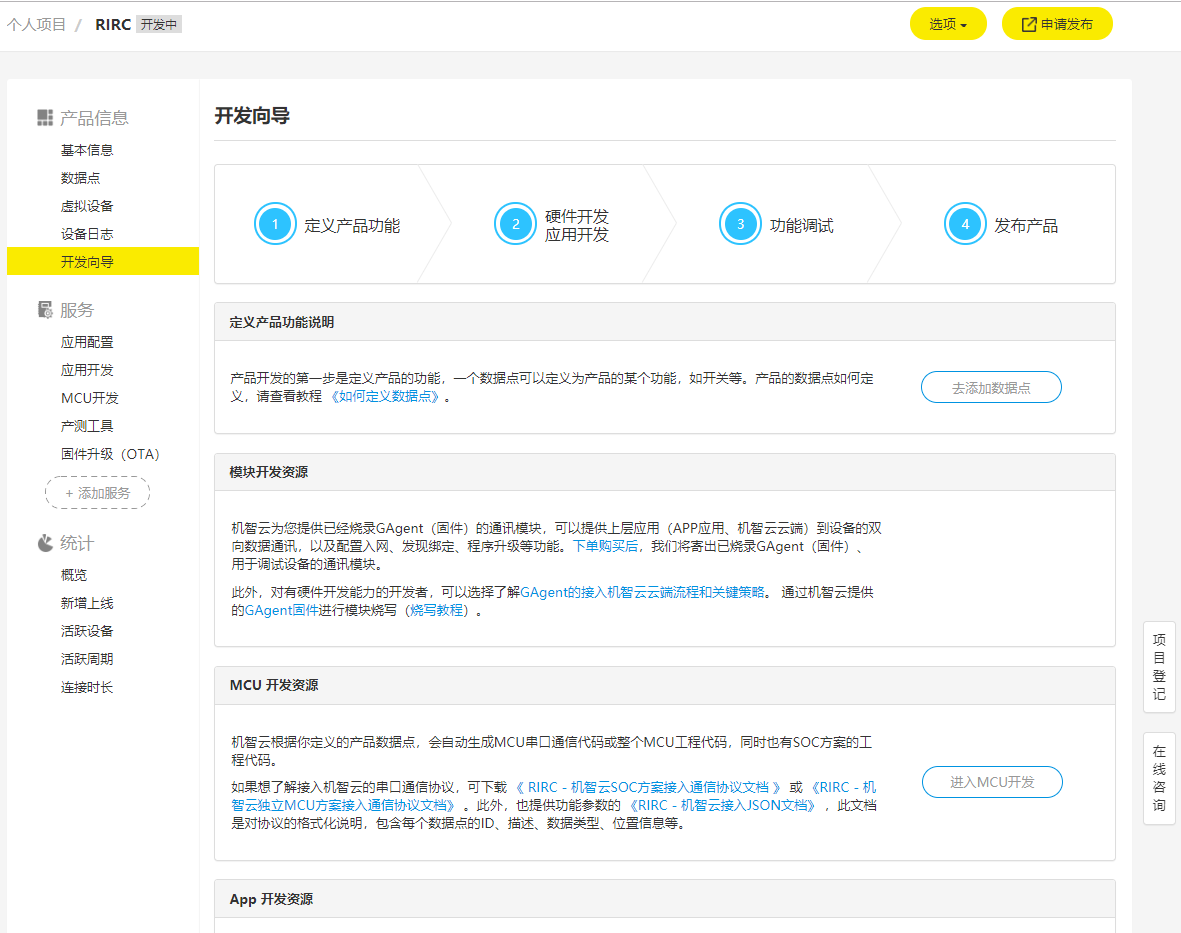 个人项目 / RIRC 开发中
选项
申请发布
产品信息
基本信息
数据点
虚拟设备
设备日志
开发向导
服务
应用配置
应用开发
MCU开发
产测工具
固件升级（OTA）
+ 添加服务
统计
概览
新增上线
活跃设备
活跃周期
连接时长
开发向导
1 定义产品功能
2 硬件开发
应用开发
3 功能调试
4 发布产品
定义产品功能说明
产品开发的第一步是定义产品的功能，一个数据点可以定义为产品的某个功能，如开关等。产品的数据点如何定
义，请查看教程 《如何定义数据点》。
去添加数据点
模块开发资源
机智云为您提供已经烧录GAgent（固件）的通讯模块，可以提供上层应用（APP应用、机智云云端）到设备的双
向数据通讯，以及配置入网、发现绑定、程序升级等功能。下单购买后，我们将寄出已烧录GAgent（固件）、
用于调试设备的通讯模块。
此外，对有硬件开发能力的开发者，可以选择了解GAgent的接入机智云云端流程和关键策略。 通过机智云提供
的GAgent固件进行模块烧写（烧写教程）。
MCU 开发资源
机智云根据你定义的产品数据点，会自动生成MCU串口通信代码或整个MCU工程代码，同时也有SOC方案的工
程代码。
如果想了解接入机智云的串口通信协议，可下载 《 RIRC - 机智云SOC方案接入通信协议文档 》 或 《RIRC - 机
智云独立MCU方案接入通信协议文档》 。此外，也提供功能参数的 《RIRC - 机智云接入JSON文档》 ，此文档
是对协议的格式化说明，包含每个数据点的ID、描述、数据类型、位置信息等。
进入MCU开发
App 开发资源
项目登记
在线咨询